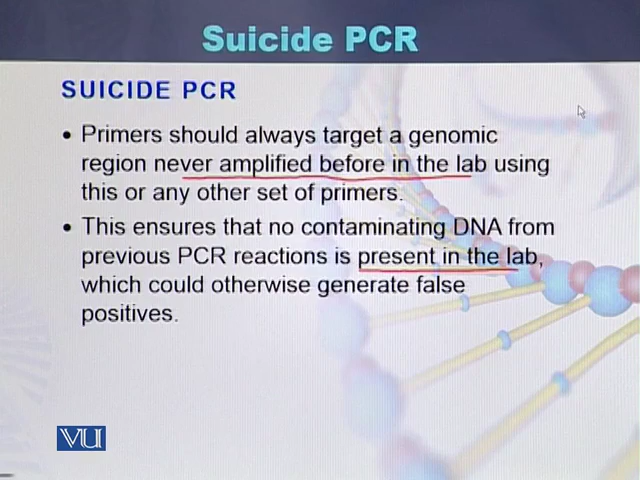 Suicide PCR
SUICIDE PCR
• Primers should always target a genomic
region never amplified before in the lab using
this or any other set of primers.
• This ensures that no contaminating DNA from
previous PCR reactions is present in the lab,
which could otherwise generate false
positives.
VU